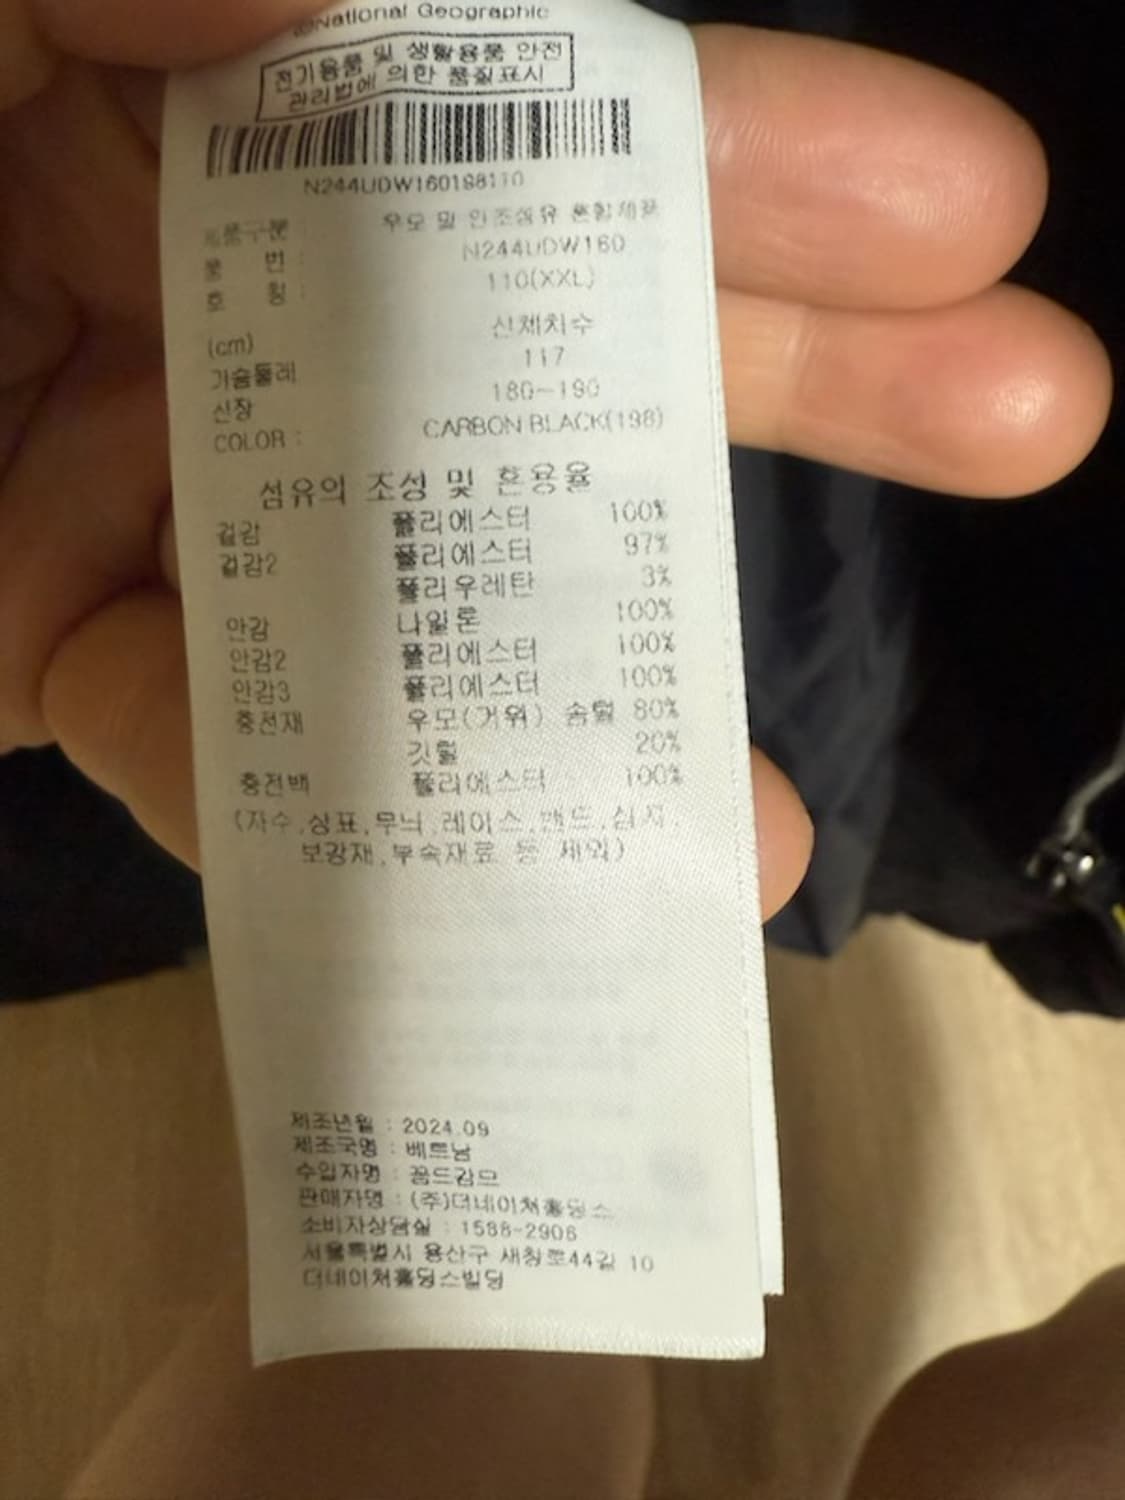 ©National Geographic
전기용품 및 생활용품 안전
관리법에 의한 품질표시
N244UDW160198110
제품구분 : 우모 및 인조섬유 혼합제품
품 번 : N244UDW160
호 칭 : 110(XXL)
(cm) 신체치수
가슴둘레 117
신장 180~190
COLOR : CARBON BLACK(198)
섬유의 조성 및 혼용율
겉감 폴리에스터 100%
겉감2 폴리에스터 97%
폴리우레탄 3%
안감 나일론 100%
안감2 폴리에스터 100%
안감3 폴리에스터 100%
충전재 우모(거위) 솜털 80%
깃털 20%
충전백 폴리에스터 100%
(자수,상표,무늬,레이스,밴드,심지,
보강재,부속재료 등 제외)
제조년월 : 2024.09
제조국명 : 베트남
수입자명 : 꿈드감므
판매자명 : (주)더네이쳐홀딩스
소비자상담실 : 1588-2906
서울특별시 용산구 새창로44길 10
더네이쳐홀딩스빌딩